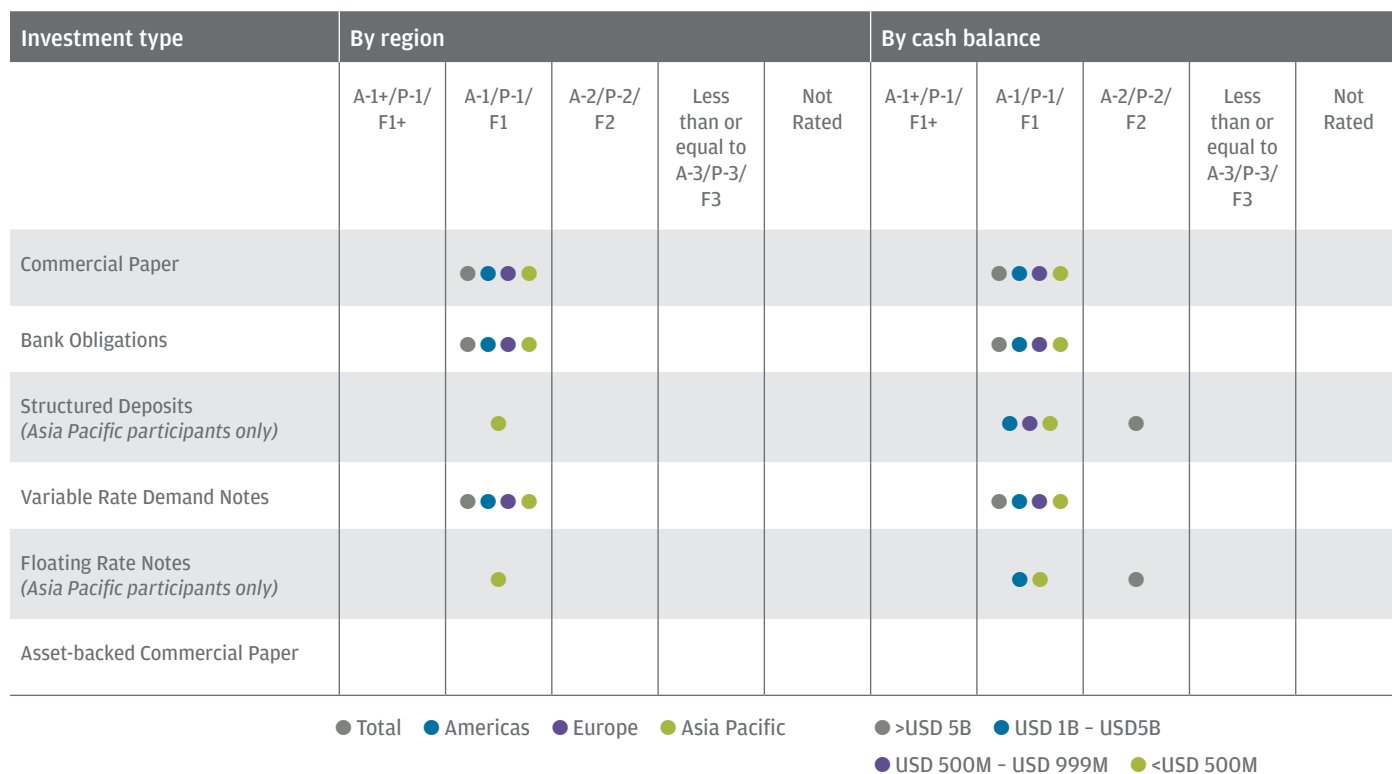 Investment type
By region
By cash balance
A-1+/P-1/
F1+
A-1/P-1/
F1
A-2/P-2/
F2
Less
than or
equal to
A-3/P-3/
F3
Not
Rated
A-1+/P-1/
F1+
A-1/P-1/
F1
A-2/P-2/
F2
Less
than or
equal to
A-3/P-3/
F3
Not
Rated
Commercial Paper
Bank Obligations
Structured Deposits
(Asia Pacific participants only)
Variable Rate Demand Notes
Floating Rate Notes
(Asia Pacific participants only)
Asset-backed Commercial Paper
Total
Americas
Europe
Asia Pacific
>USD 5B
USD 1B – USD5B
USD 500M – USD 999M
<USD 500M